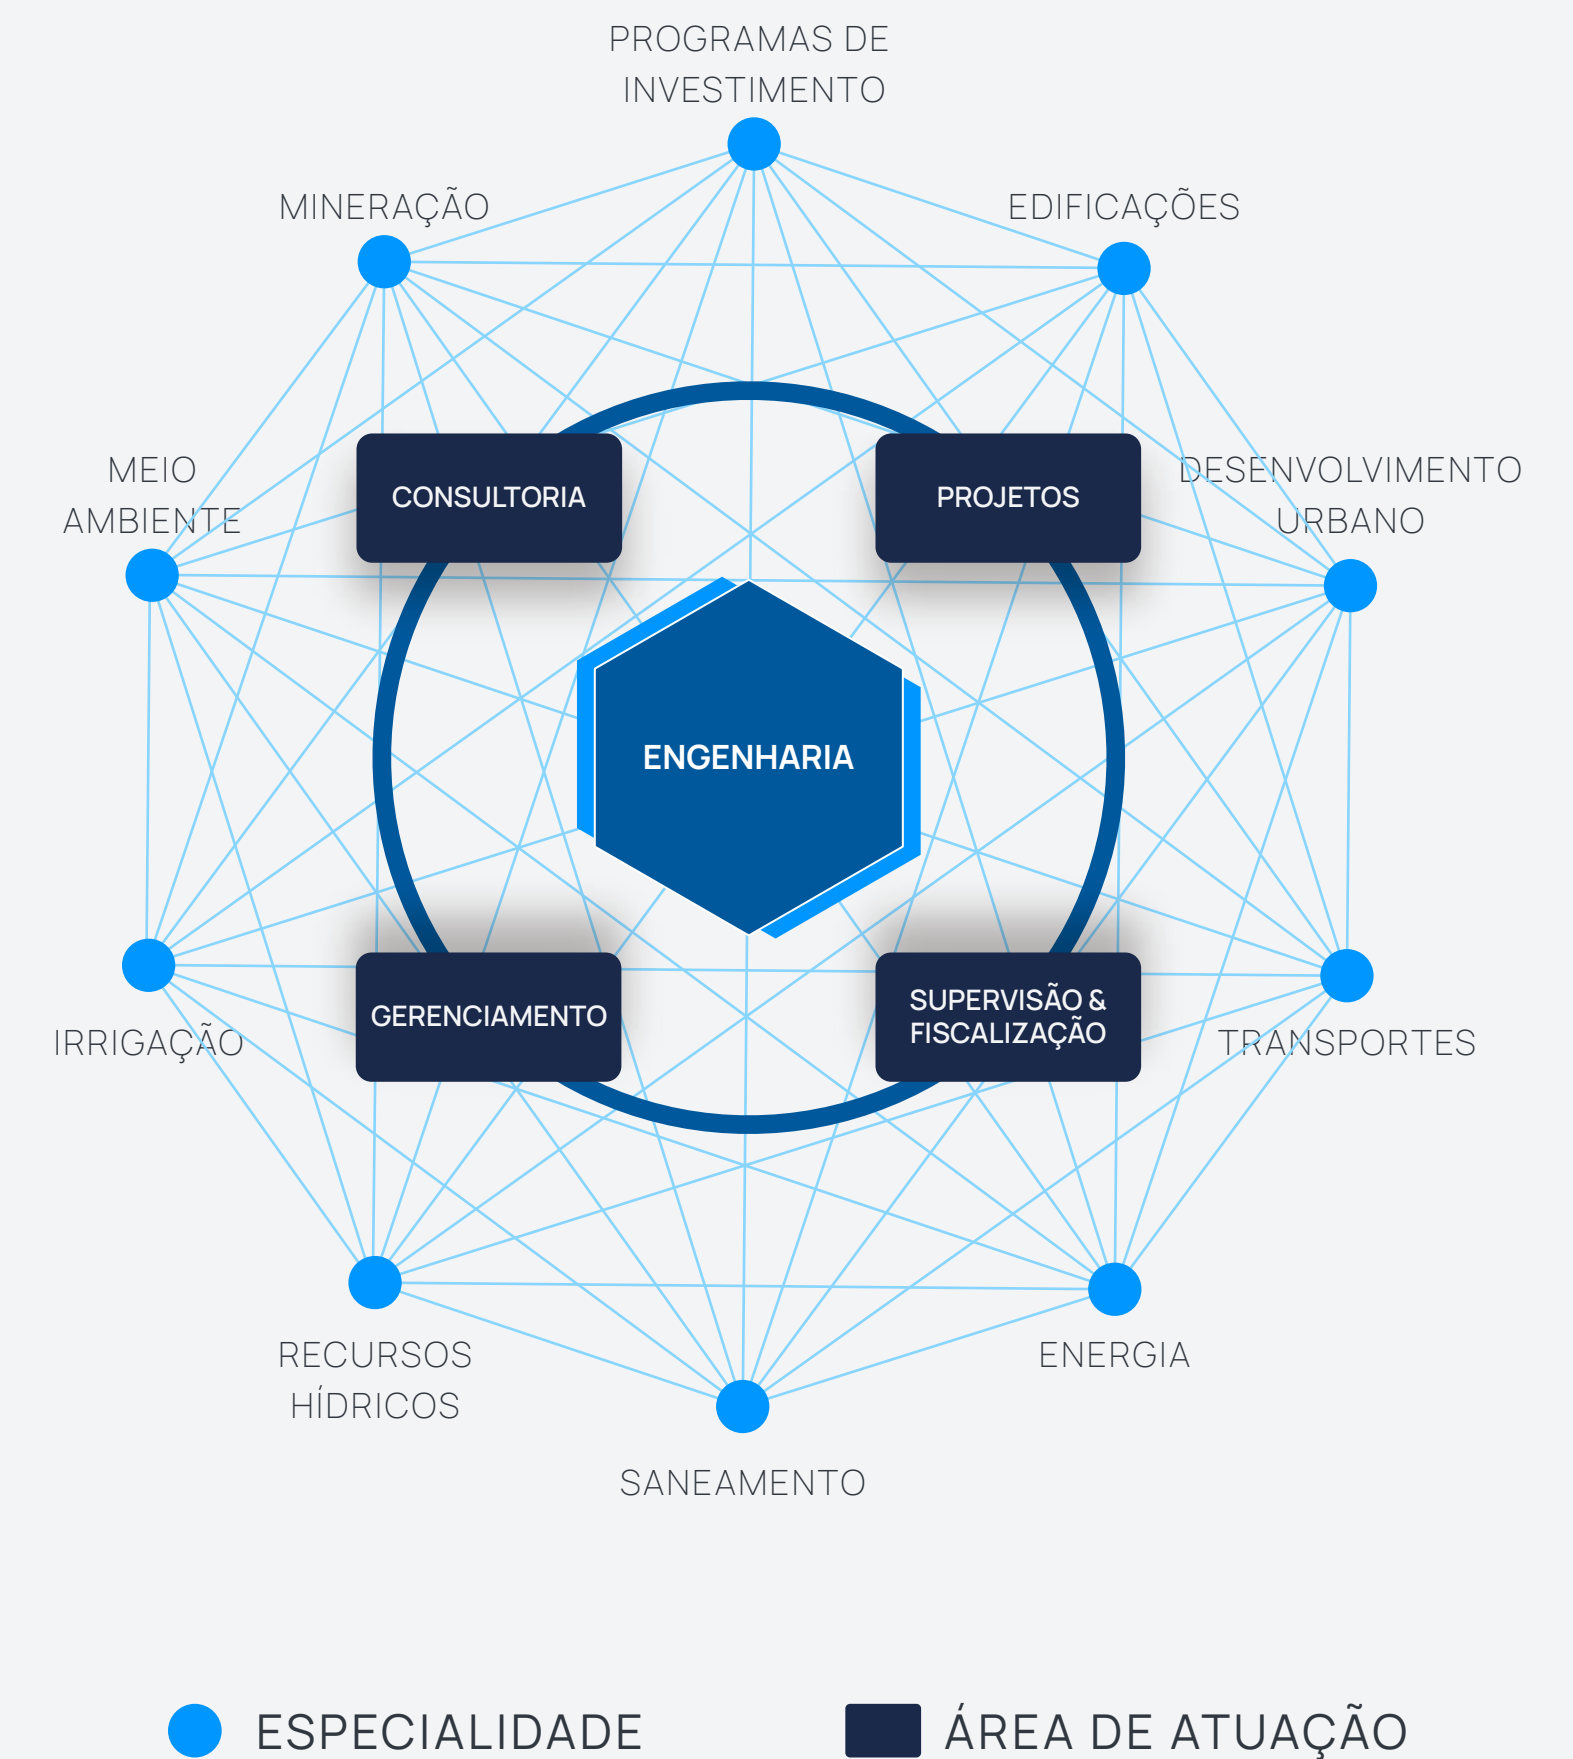 PROGRAMAS DE
INVESTIMENTO
MINERAÇÃO
EDIFICAÇÕES
MEIO
AMBIENTE
CONSULTORIA
PROJETOS
DESENVOLVIMENTO
URBANO
ENGENHARIA
GERENCIAMENTO
SUPERVISÃO &
FISCALIZAÇÃO
IRRIGAÇÃO
TRANSPORTES
RECURSOS
HÍDRICOS
ENERGIA
SANEAMENTO
ESPECIALIDADE
ÁREA DE ATUAÇÃO